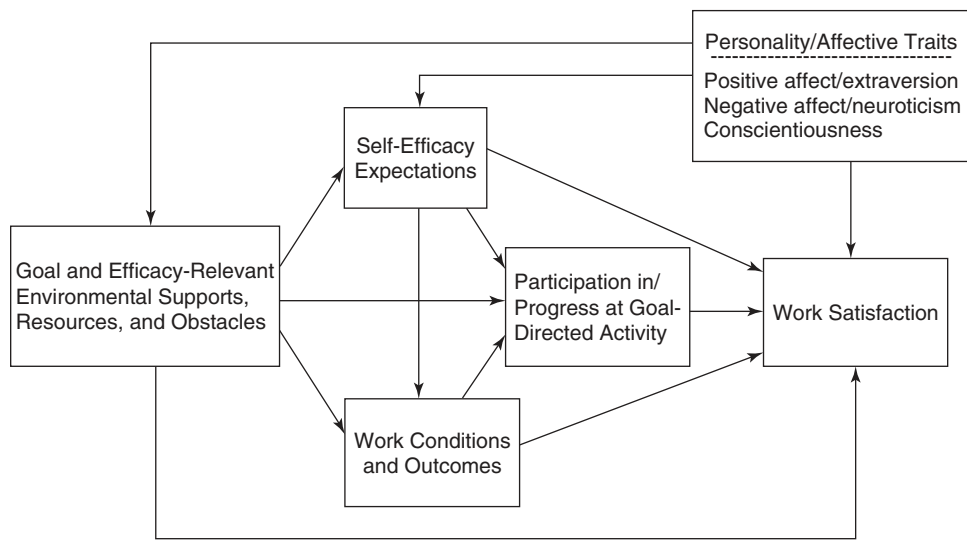 Personality/Affective Traits
Positive affect/extraversion
Negative affect/neuroticism
Conscientiousness
Self-Efficacy
Expectations
Goal and Efficacy-Relevant
Environmental Supports,
Resources, and Obstacles
Participation in/
Progress at Goal-
Directed Activity
Work Satisfaction
Work Conditions
and Outcomes